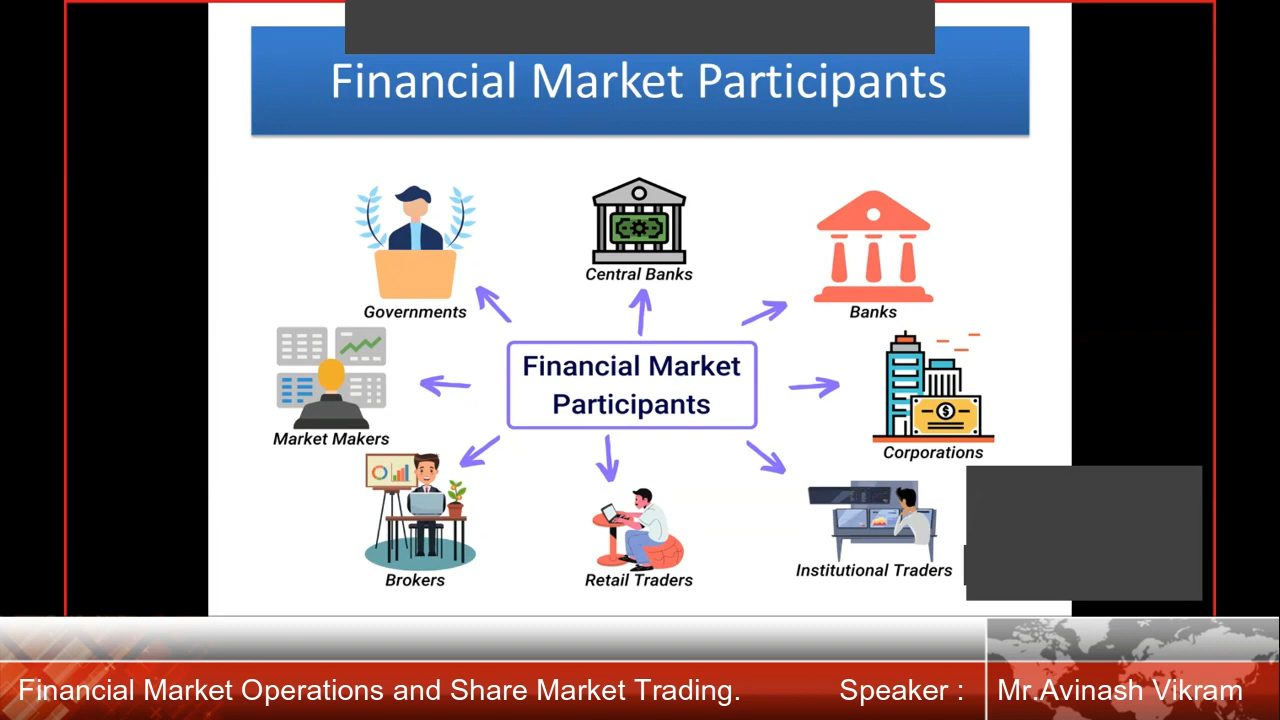 Financial Market Participants
Central Banks
Governments
Banks
Financial Market
Participants
Market Makers
Corporations
Institutional Traders
Brokers
Retail Traders
Financial Market Operations and Share Market Trading.
Speaker :
Mr.Avinash Vikram